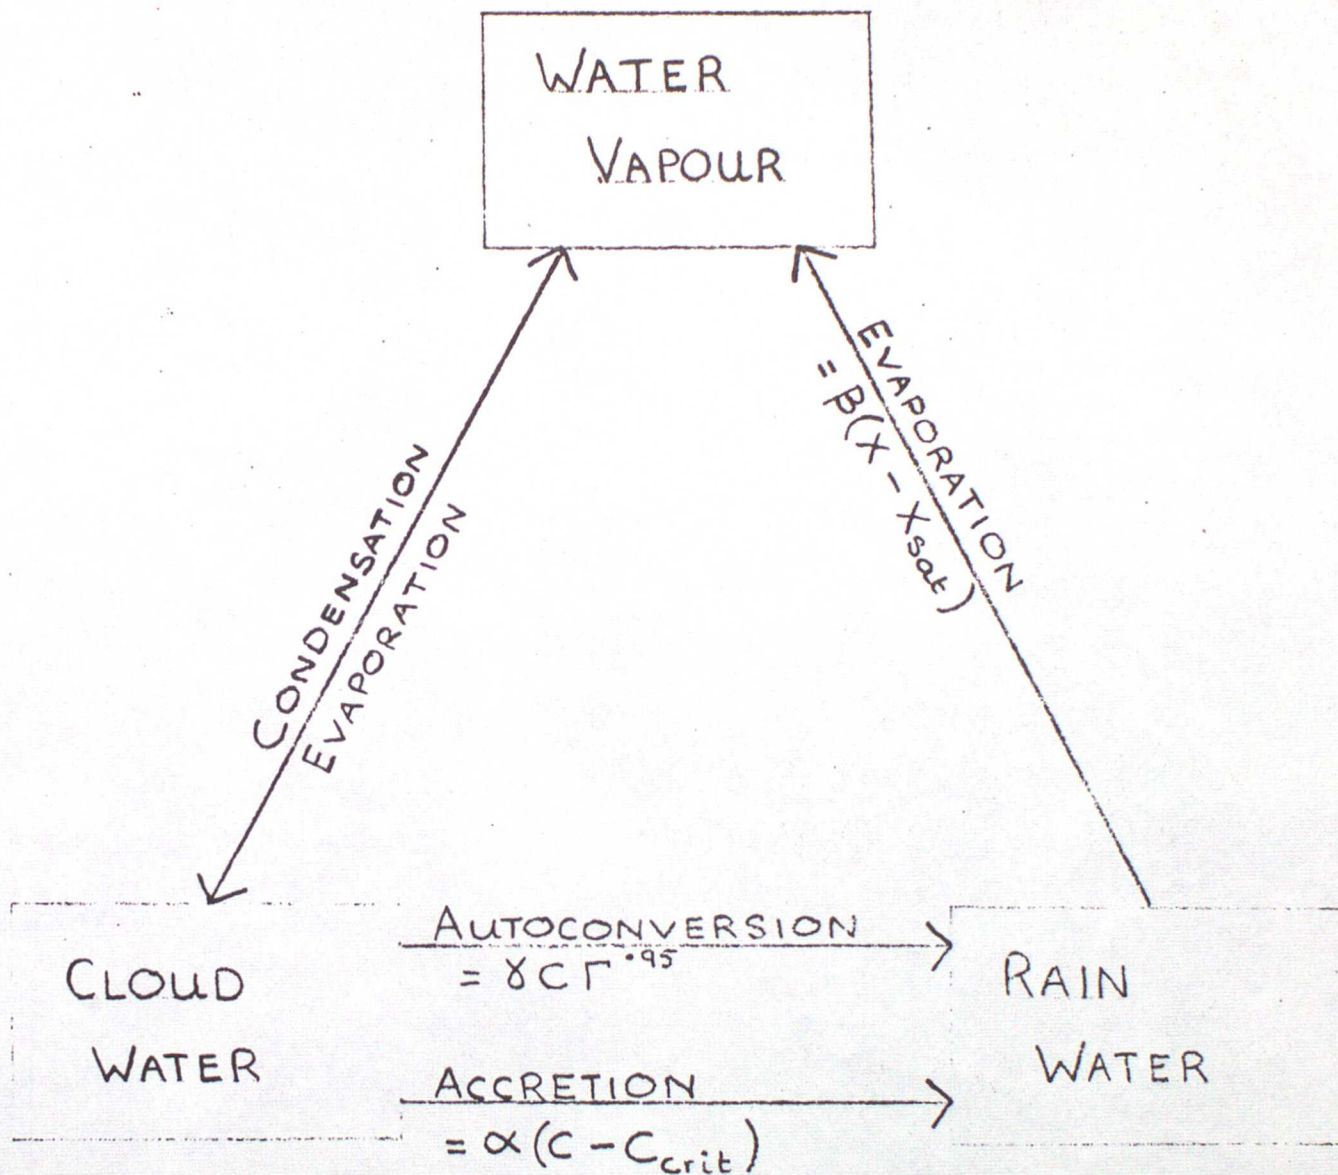 WATER
VAPOUR
CONDENSATION
EVAPORATION
EVAPORATION
= β(X - Xsat)
CLOUD
WATER
AUTOCONVERSION
= γCΓ^.95
ACCRETION
= α(C - Ccrit)
RAIN
WATER